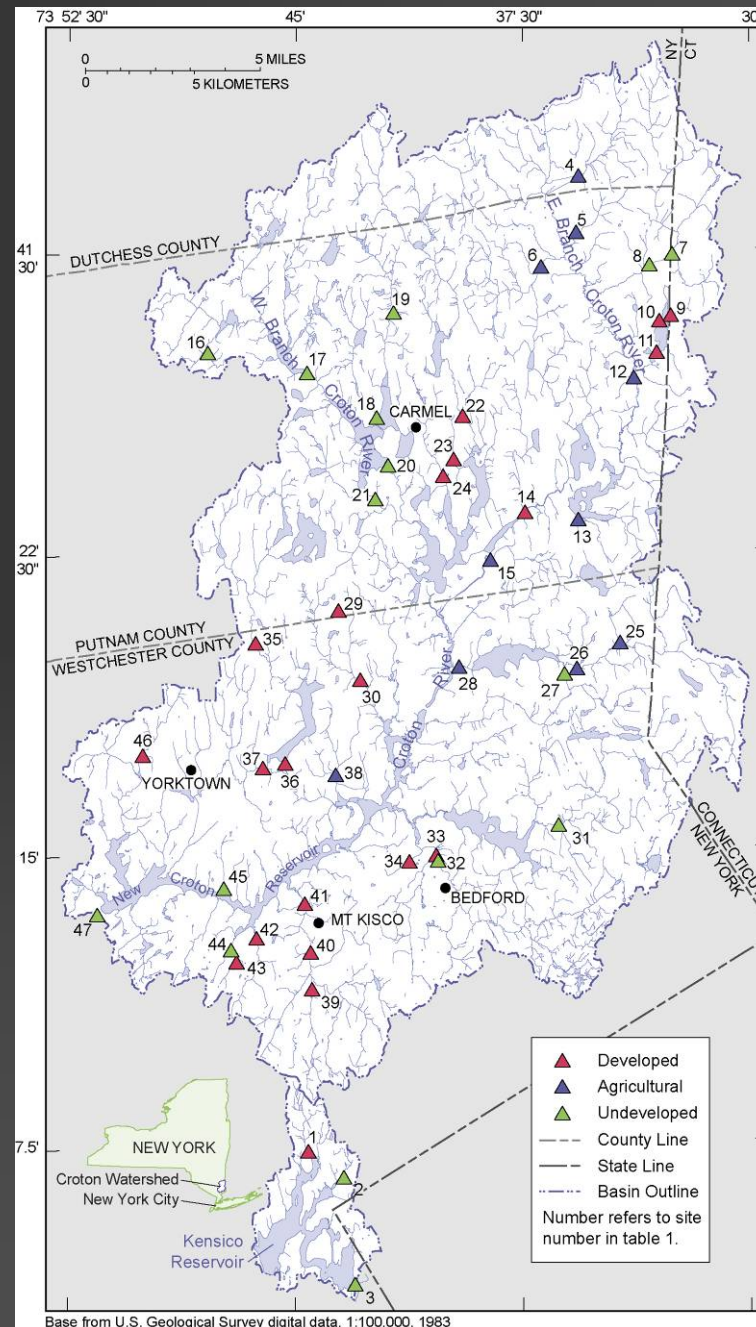 73 52' 30"
45'
37' 30"
30
0 5 MILES
0 5 KILOMETERS
NY
CT
4
DUTCHESS COUNTY
5
E. Branch Croton River
41
30'
6
8
7
19
10
9
W. Branch Croton River
16
17
11
12
18
CARMEL
22
23
20
24
21
14
13
22'
30"
15
29
PUTNAM COUNTY
WESTCHESTER COUNTY
35
25
26
28
27
30
Croton River
46
37
36
38
YORKTOWN
CONNECTICUT
NEW YORK
31
15'
33
34
32
New Croton Reservoir
45
BEDFORD
41
47
MT KISCO
42
44
43
40
39
Developed
Agricultural
Undeveloped
County Line
State Line
Basin Outline
Number refers to site
number in table 1.
7.5'
1
NEW YORK
Croton Watershed
New York City
2
Kensico
Reservoir
3
Base from U.S. Geological Survey digital data, 1:100,000, 1983